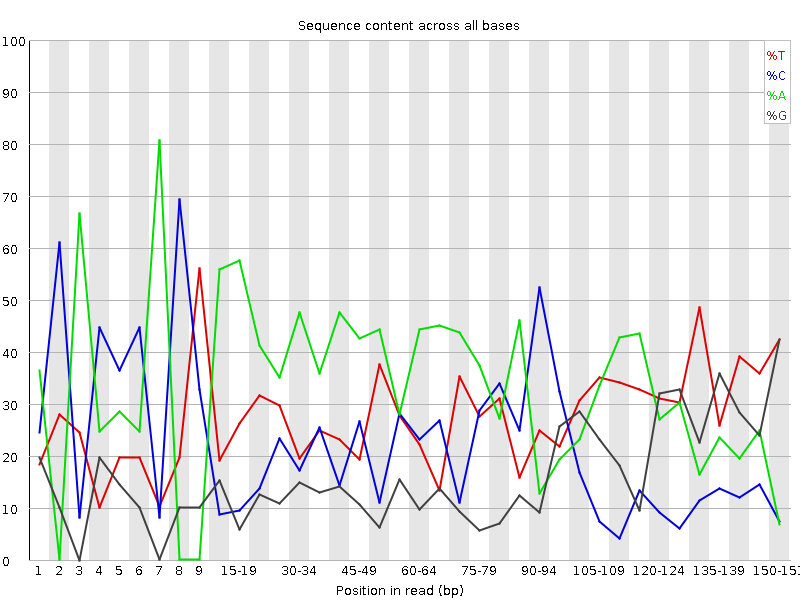 Sequence content across all bases
%T
%C
%A
%G
100
90
80
70
60
50
40
30
20
10
0
1 2 3 4 5 6 7 8 9 15-19 30-34 45-49 60-64 75-79 90-94 105-109 120-124 135-139 150-151
Position in read (bp)